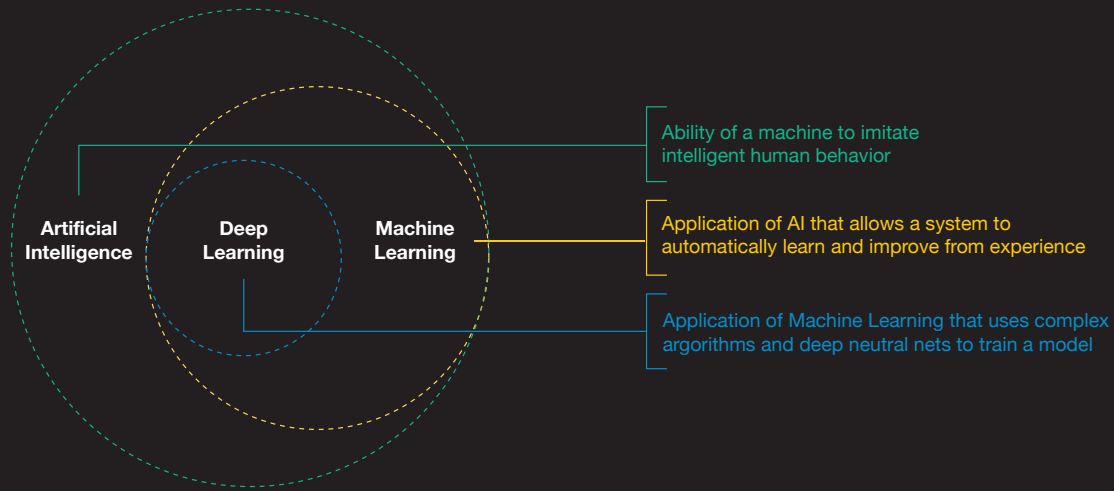 Artificial
Intelligence
Deep
Learning
Machine
Learning
Ability of a machine to imitate
intelligent human behavior
Application of AI that allows a system to
automatically learn and improve from experience
Application of Machine Learning that uses complex
argorithms and deep neutral nets to train a model